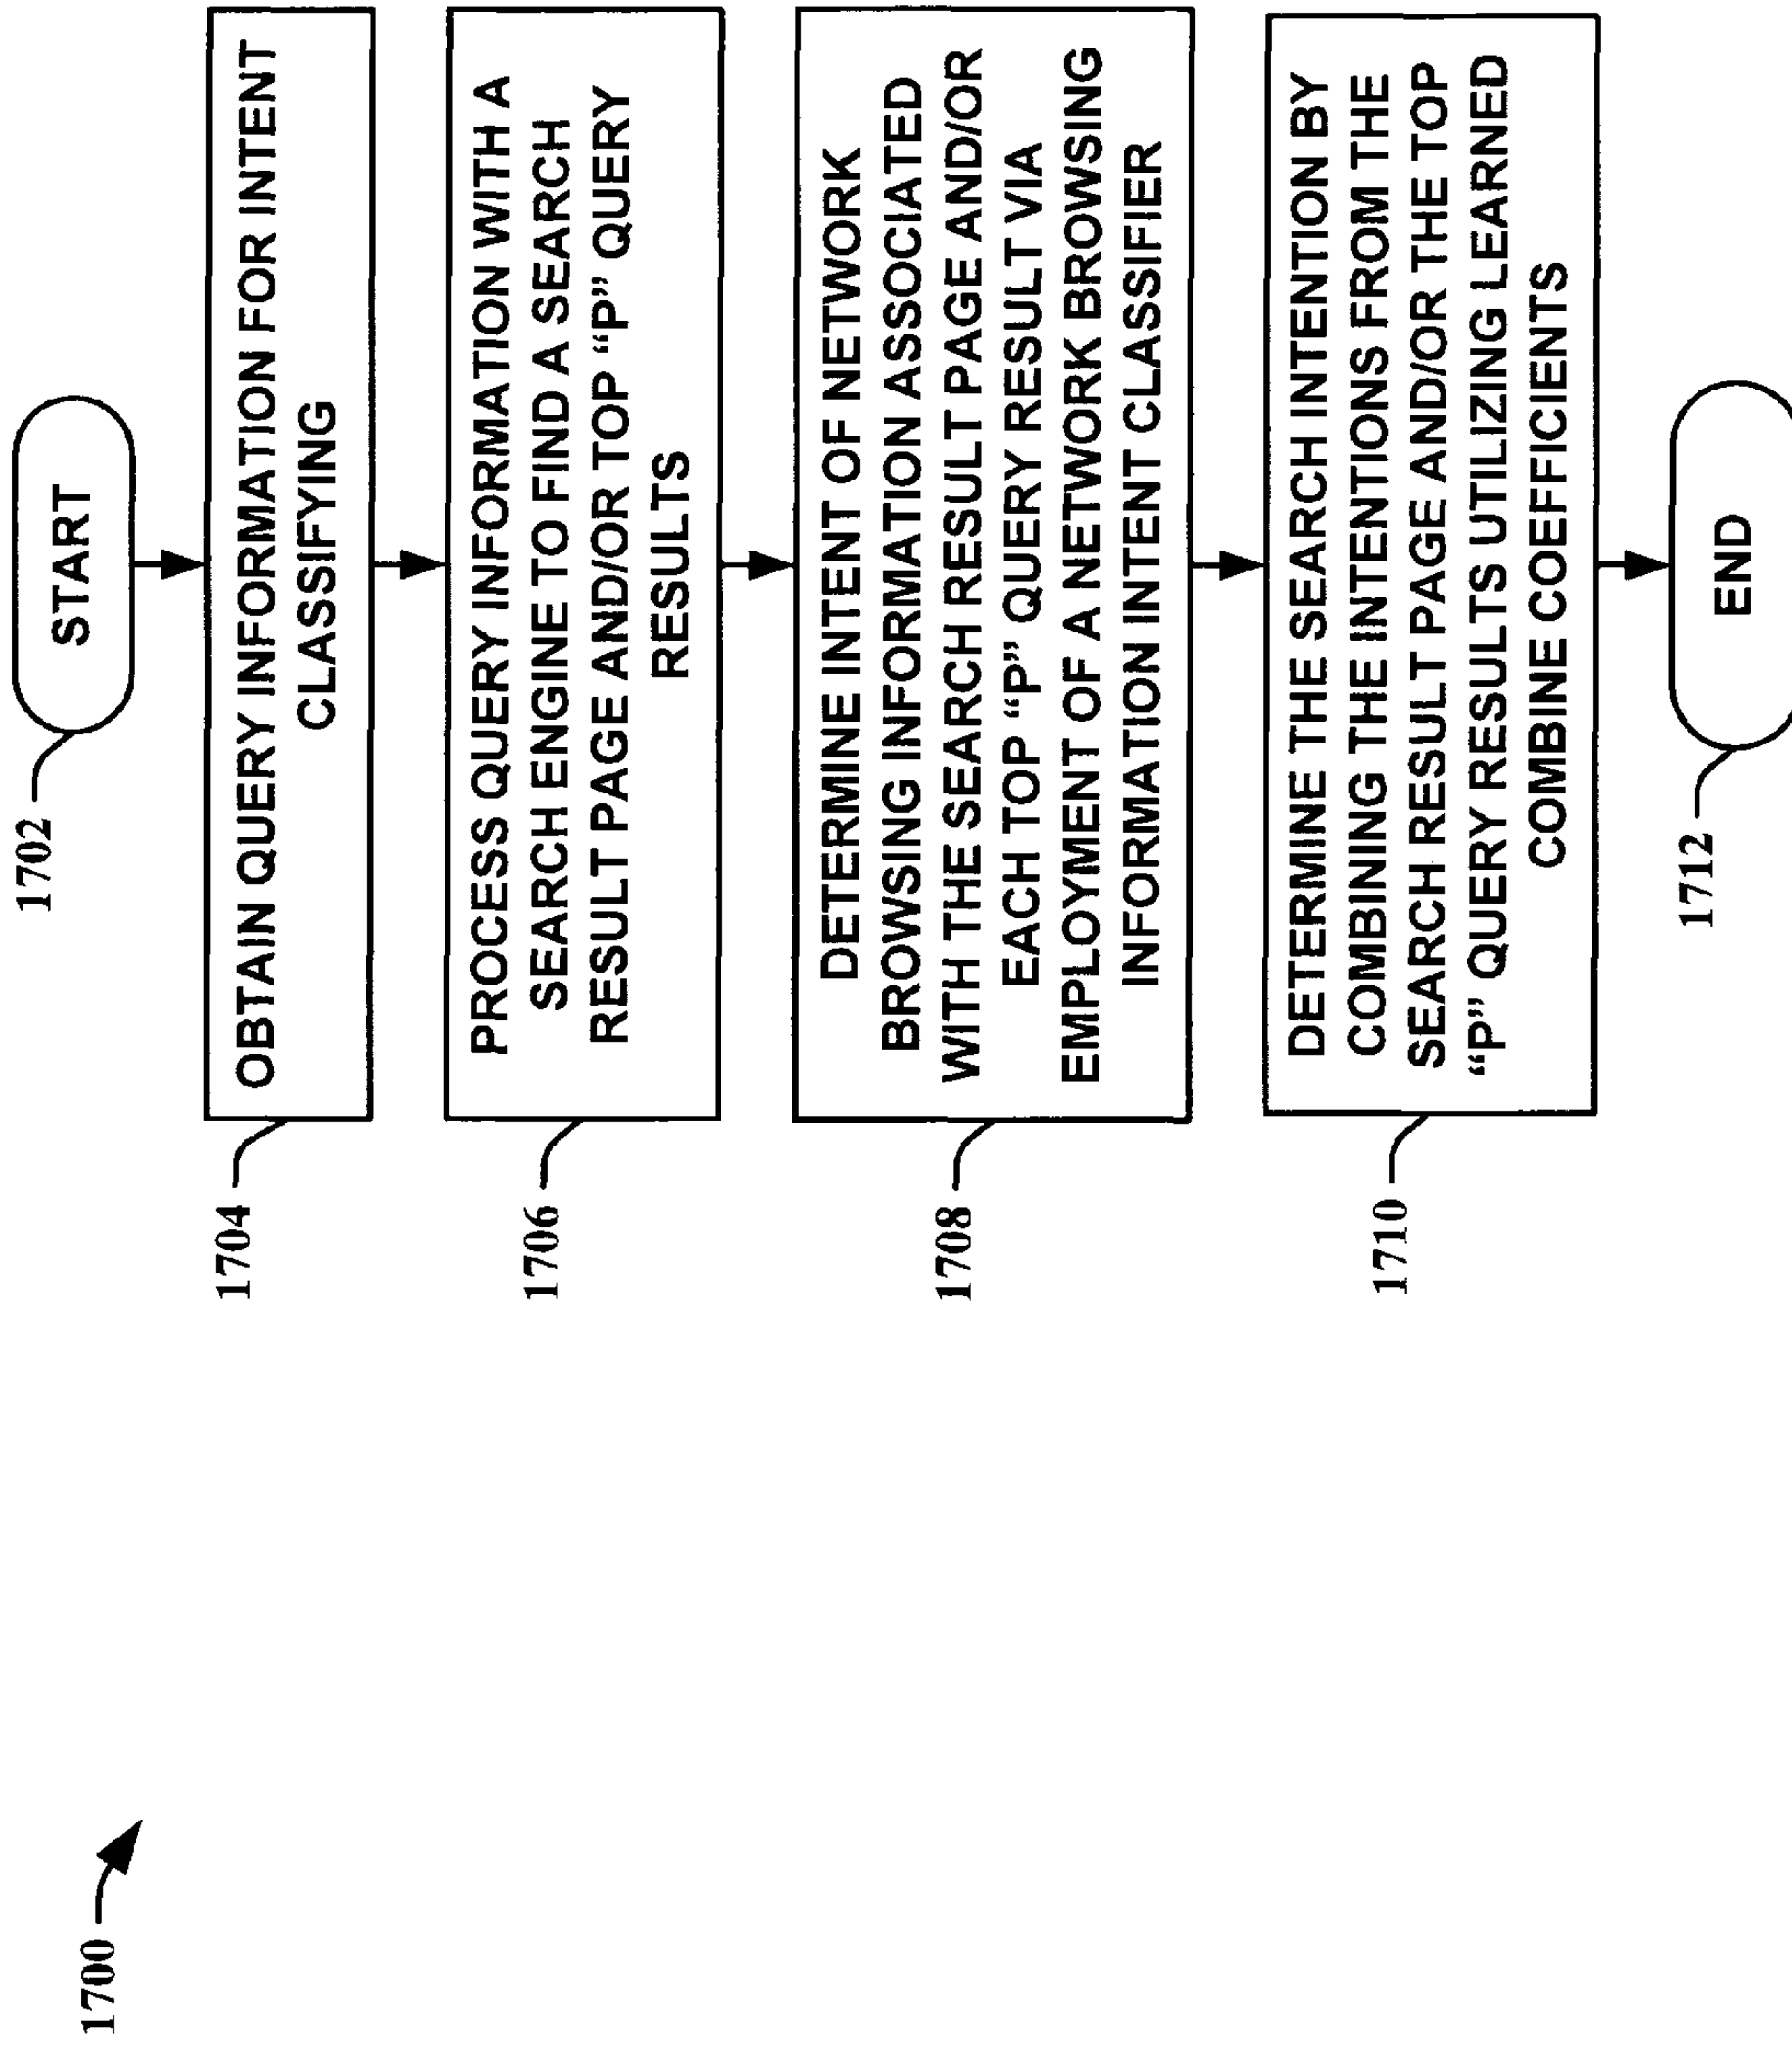 1700
1702
START
1704
OBTAIN QUERY INFORMATION FOR INTENT
CLASSIFYING
1706
PROCESS QUERY INFORMATION WITH A
SEARCH ENGINE TO FIND A SEARCH
RESULT PAGE AND/OR TOP “P” QUERY
RESULTS
1708
DETERMINE INTENT OF NETWORK
BROWSING INFORMATION ASSOCIATED
WITH THE SEARCH RESULT PAGE AND/OR
EACH TOP “P” QUERY RESULT VIA
EMPLOYMENT OF A NETWORK BROWSING
INFORMATION INTENT CLASSIFIER
1710
DETERMINE THE SEARCH INTENTION BY
COMBINING THE INTENTIONS FROM THE
SEARCH RESULT PAGE AND/OR THE TOP
“P” QUERY RESULTS UTILIZING LEARNED
COMBINE COEFFICIENTS
1712
END